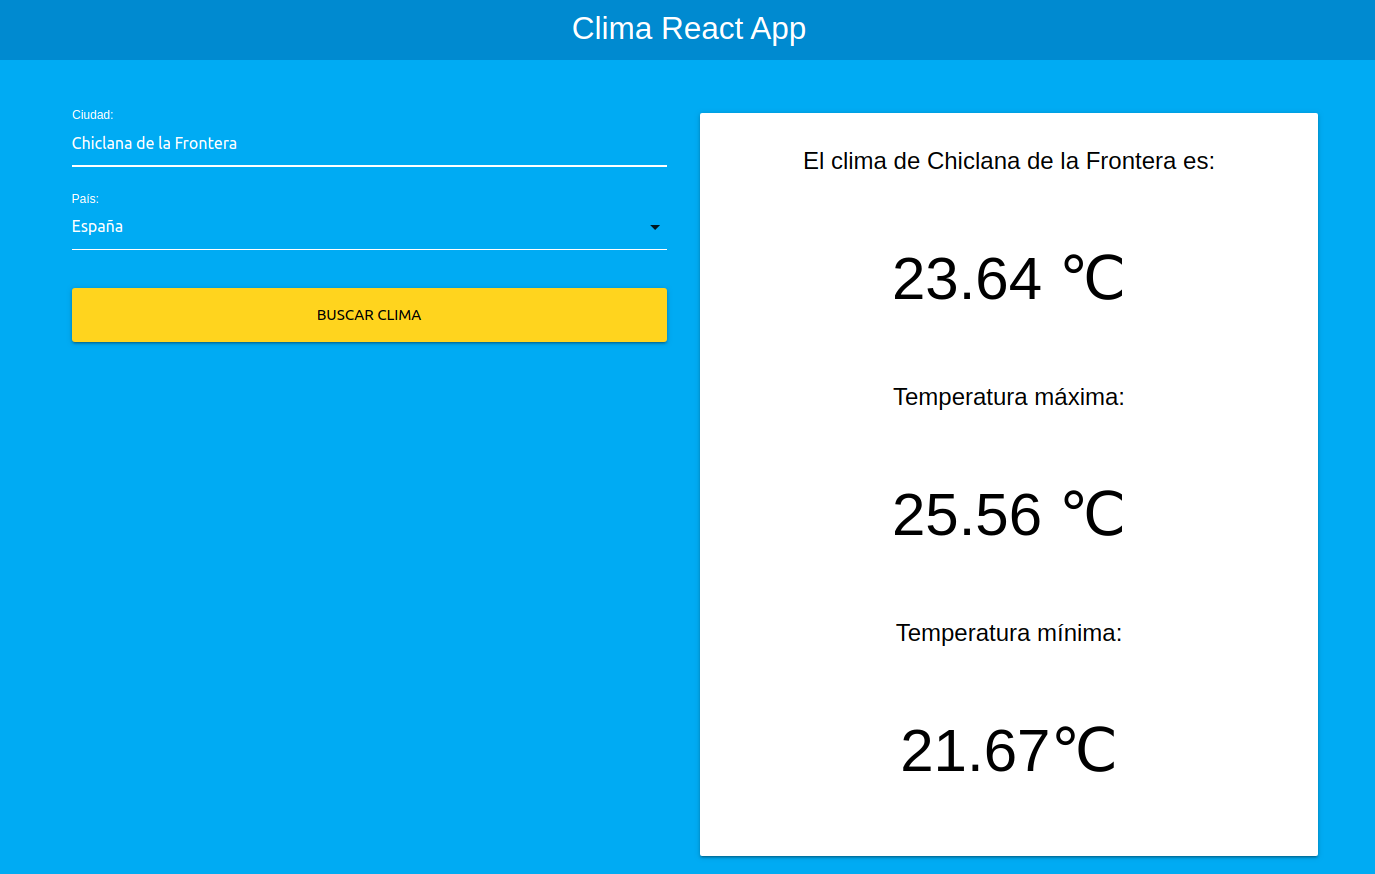 Clima React App
Ciudad:
Chiclana de la Frontera
País:
España
BUSCAR CLIMA
El clima de Chiclana de la Frontera es:
23.64 ℃
Temperatura máxima:
25.56 ℃
Temperatura mínima:
21.67℃